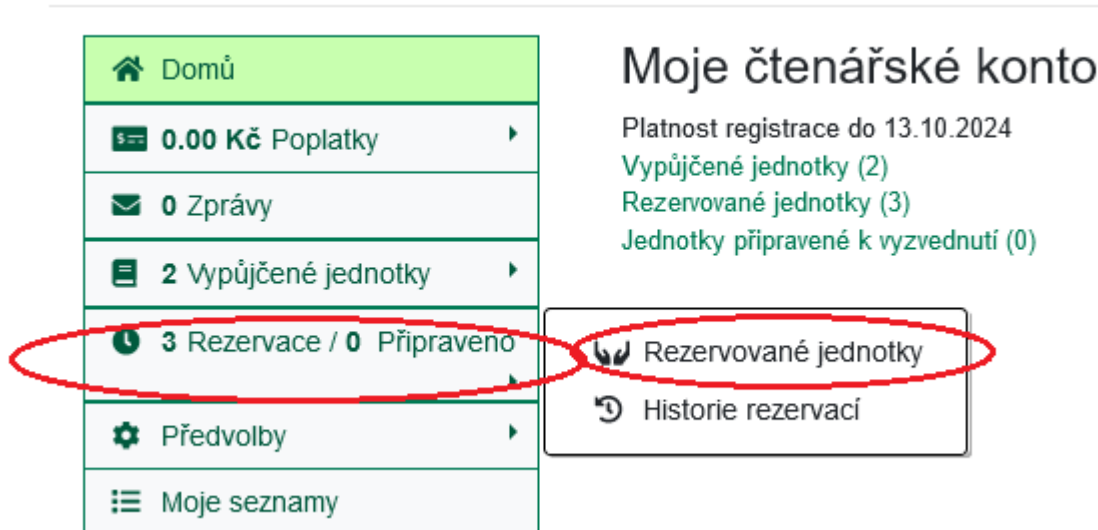 Domů
0.00 Kč Poplatky
0 Zprávy
2 Vypůjčené jednotky
3 Rezervace / 0 Připraveno
Předvolby
Moje seznamy
Moje čtenářské konto
Platnost registrace do 13.10.2024
Vypůjčené jednotky (2)
Rezervované jednotky (3)
Jednotky připravené k vyzvednutí (0)
Rezervované jednotky
Historie rezervací